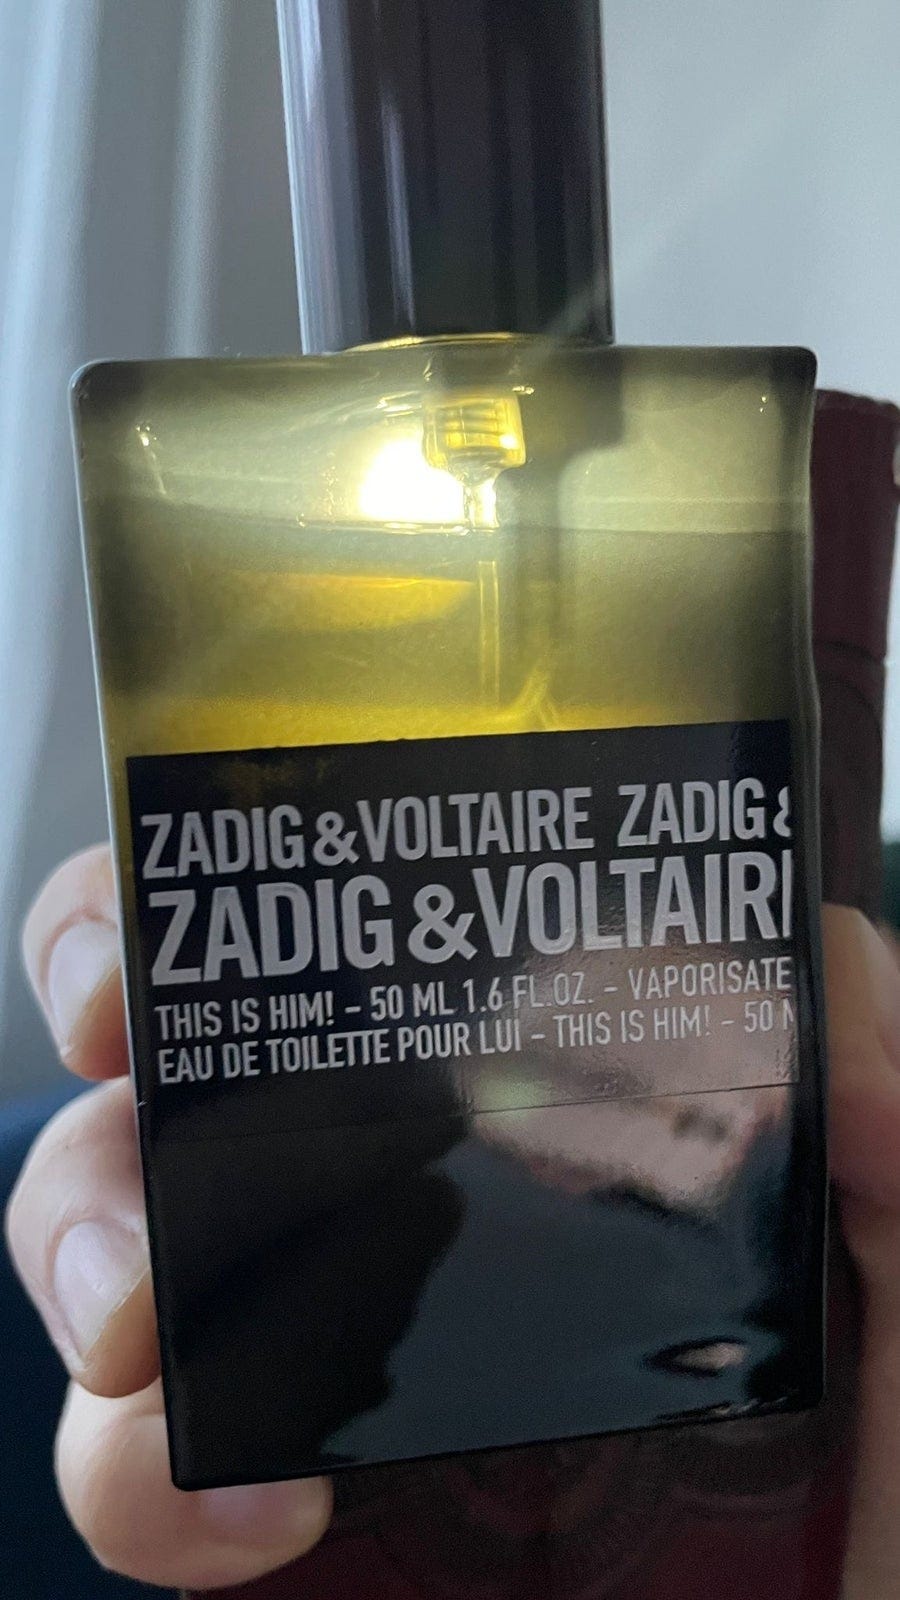 ZADIG&VOLTAIRE ZADIG&
ZADIG&VOLTAIR
THIS IS HIM! – 50 ML 1.6 FL.OZ. – VAPORISATE
EAU DE TOILETTE POUR LUI – THIS IS HIM! – 50 M